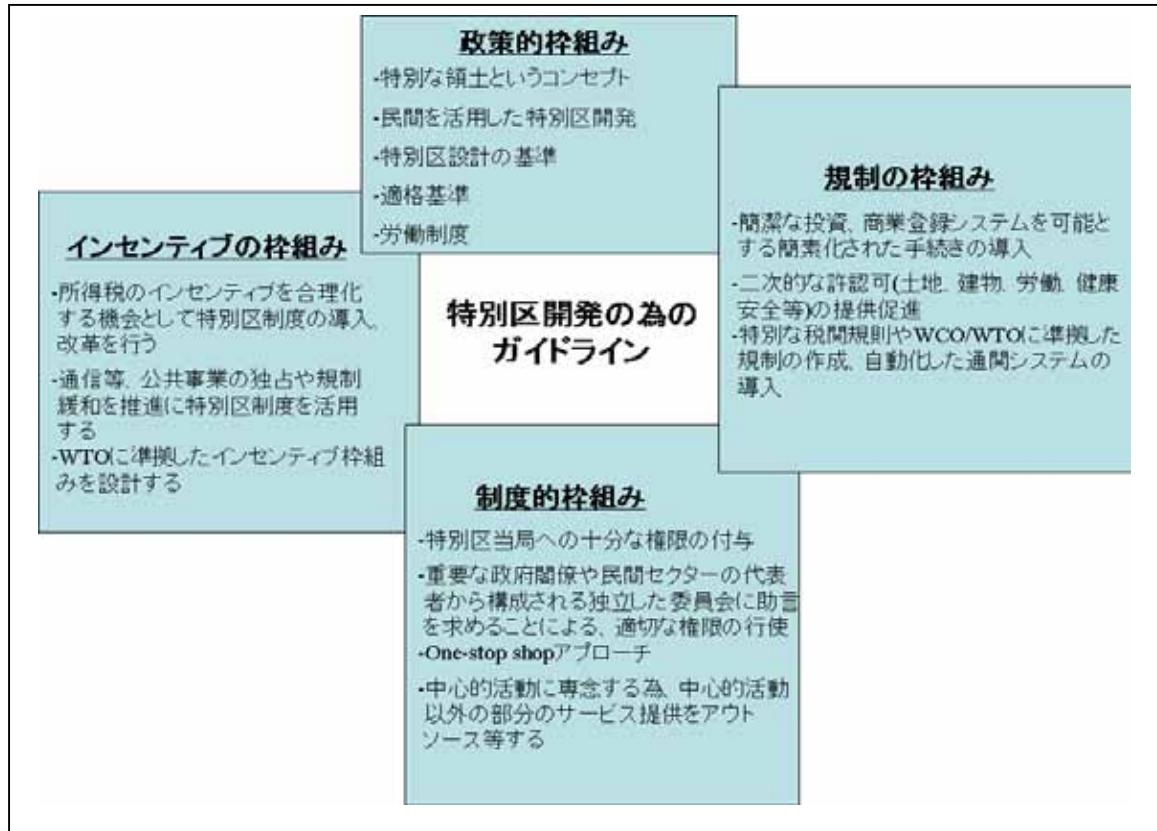 政策的枠組み
-特別な領土というコンセプト
-民間を活用した特別区開発
-特別区設計の基準
-適格基準
-労働制度
規制の枠組み
-簡潔な投資、商業登録システムを可能と
する簡素化された手続きの導入
-二次的な許認可(土地、建物、労働、健康
安全等)の提供促進
-特別な税関規則やWCO/WTOに準拠した
規制の作成、自動化した通関システムの
導入
インセンティブの枠組み
-所得税のインセンティブを合理化
する機会として特別区制度の導入、
改革を行う
-通信等、公共事業の独占や規制
緩和を推進に特別区制度を活用
する
-WTOに準拠したインセンティブ枠組
みを設計する
特別区開発の為の
ガイドライン
制度的枠組み
-特別区当局への十分な権限の付与
-重要な政府閣僚や民間セクターの代表
者から構成される独立した委員会に助言
を求めることによる、適切な権限の行使
-One-stop shopアプローチ
-中心的活動に専念する為、中心的活動
以外の部分のサービス提供をアウト
ソース等する